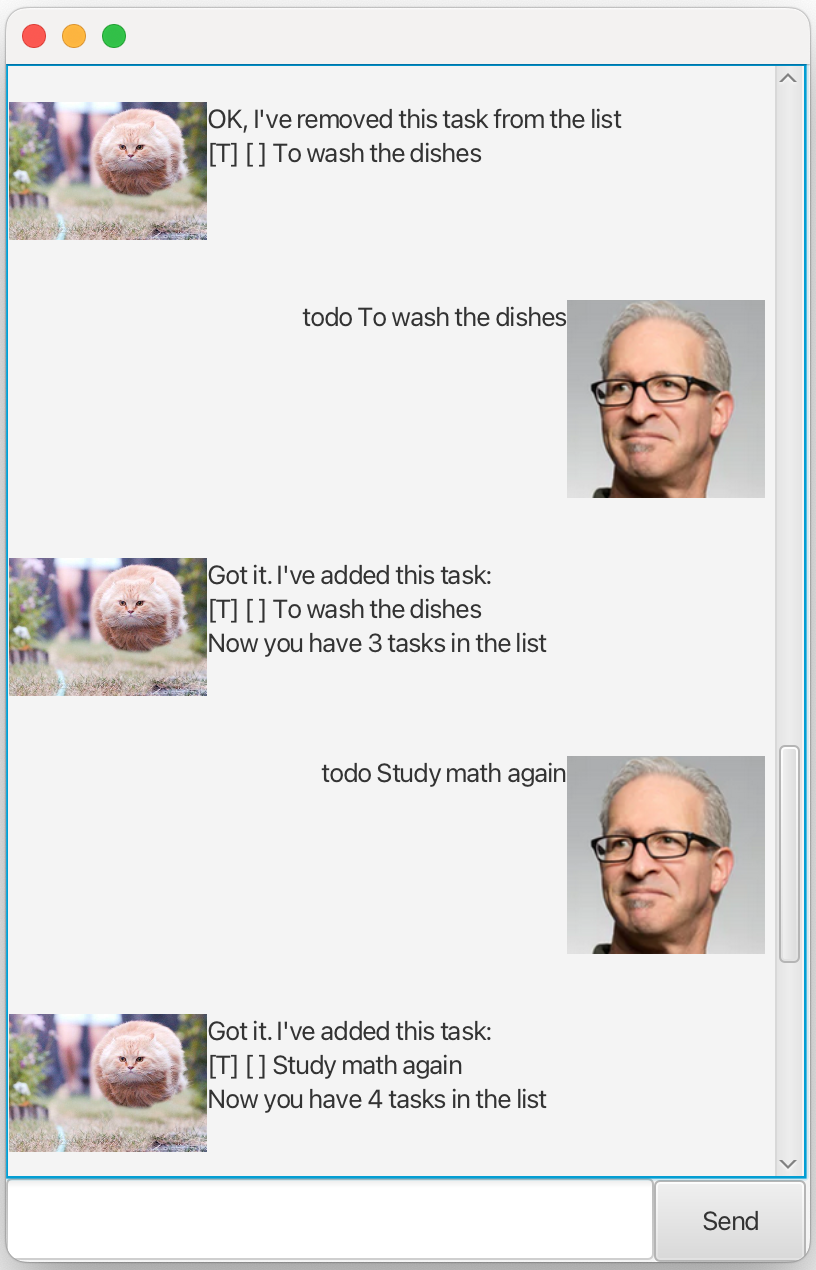 OK, I've removed this task from the list
[T] [ ] To wash the dishes
todo To wash the dishes
Got it. I've added this task:
[T] [ ] To wash the dishes
Now you have 3 tasks in the list
todo Study math again
Got it. I've added this task:
[T] [ ] Study math again
Now you have 4 tasks in the list
Send